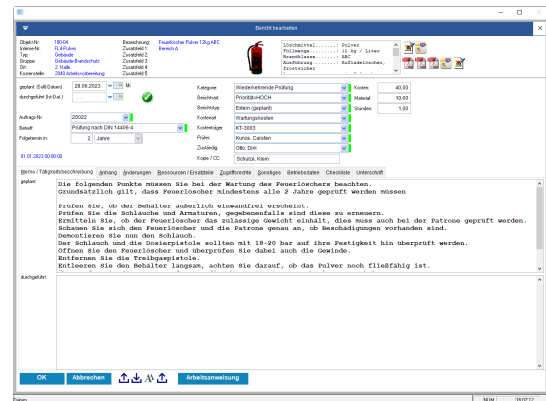 Bericht bearbeiten
Objekt-Nr: 100-04 Bezeichnung: Feuerlöscher Pulver 12kg ABC
Interne-Nr: FL4-Pulver Zusatzfeld 1: Bereich A
Typ: Gebäude Zusatzfeld 2:
Gruppe: Gebäude-Brandschutz Zusatzfeld 3:
Ort: 2. Halle Zusatzfeld 4:
Kostenstelle: 2040 Arbeitsvorbereitung Zusatzfeld 5:
Löschmittel......: Pulver
Füllmenge........: 12 kg / Liter
Brandklasse......: ABC
Ausführung.......: Aufladelöscher,
frostsicher
geplant (Soll-Datum) 28.06.2023 Mi
durchgeführt (Ist-Dat.)
Auftrags-Nr: 20022
Betreff: Prüfung nach DIN 14406-4
Folgetermin in: 2 Jahre
01.01.2023 00:00:00
Kategorie: Wiederkehrende Prüfung
Berichtsart: Priorität=HOCH
Berichtstyp: Extern (geplant)
Kostenart: Wartungskosten
Kostenträger: KT-3003
Prüfer: Kunze, Carsten
Zuständig: Otto, Dirk
Kopie / CC: Schulze, Klein
Kosten: 40,00
Material: 10,00
Stunden: 1,00
Memo / Tätigkeitsbeschreibung Anhang Änderungen Ressourcen / Ersatzteile Zugriffsrechte Sonstiges Betriebsdaten Checkliste Unterschrift
geplant:
Die folgenden Punkte müssen Sie bei der Wartung des Feuerlöschers beachten.
Grundsätzlich gilt, dass Feuerlöscher mindestens alle 2 Jahre geprüft werden müssen
Prüfen Sie, ob der Behälter äußerlich einwandfrei erscheint.
Prüfen Sie die Schläuche und Armaturen, gegebenenfalls sind diese zu erneuern.
Ermitteln Sie, ob der Feuerlöscher das zulässige Gewicht einhält, dies muss auch bei der Patrone geprüft werden.
Schauen Sie sich den Feuerlöscher und die Patrone genau an, ob Beschädigungen vorhanden sind.
Demontieren Sie nun den Schlauch.
Der Schlauch und die Dosierpistole sollten mit 18-20 bar auf ihre Festigkeit hin überprüft werden.
Öffnen Sie den Feuerlöscher und überprüfen Sie dabei auch die Gewinde.
Entfernen Sie die Treibgaspistole.
Entleeren Sie den Behälter langsam, achten Sie darauf, ob das Pulver noch fließfähig ist.
durchgeführt:
OK Abbrechen Arbeitsanweisung
NUM